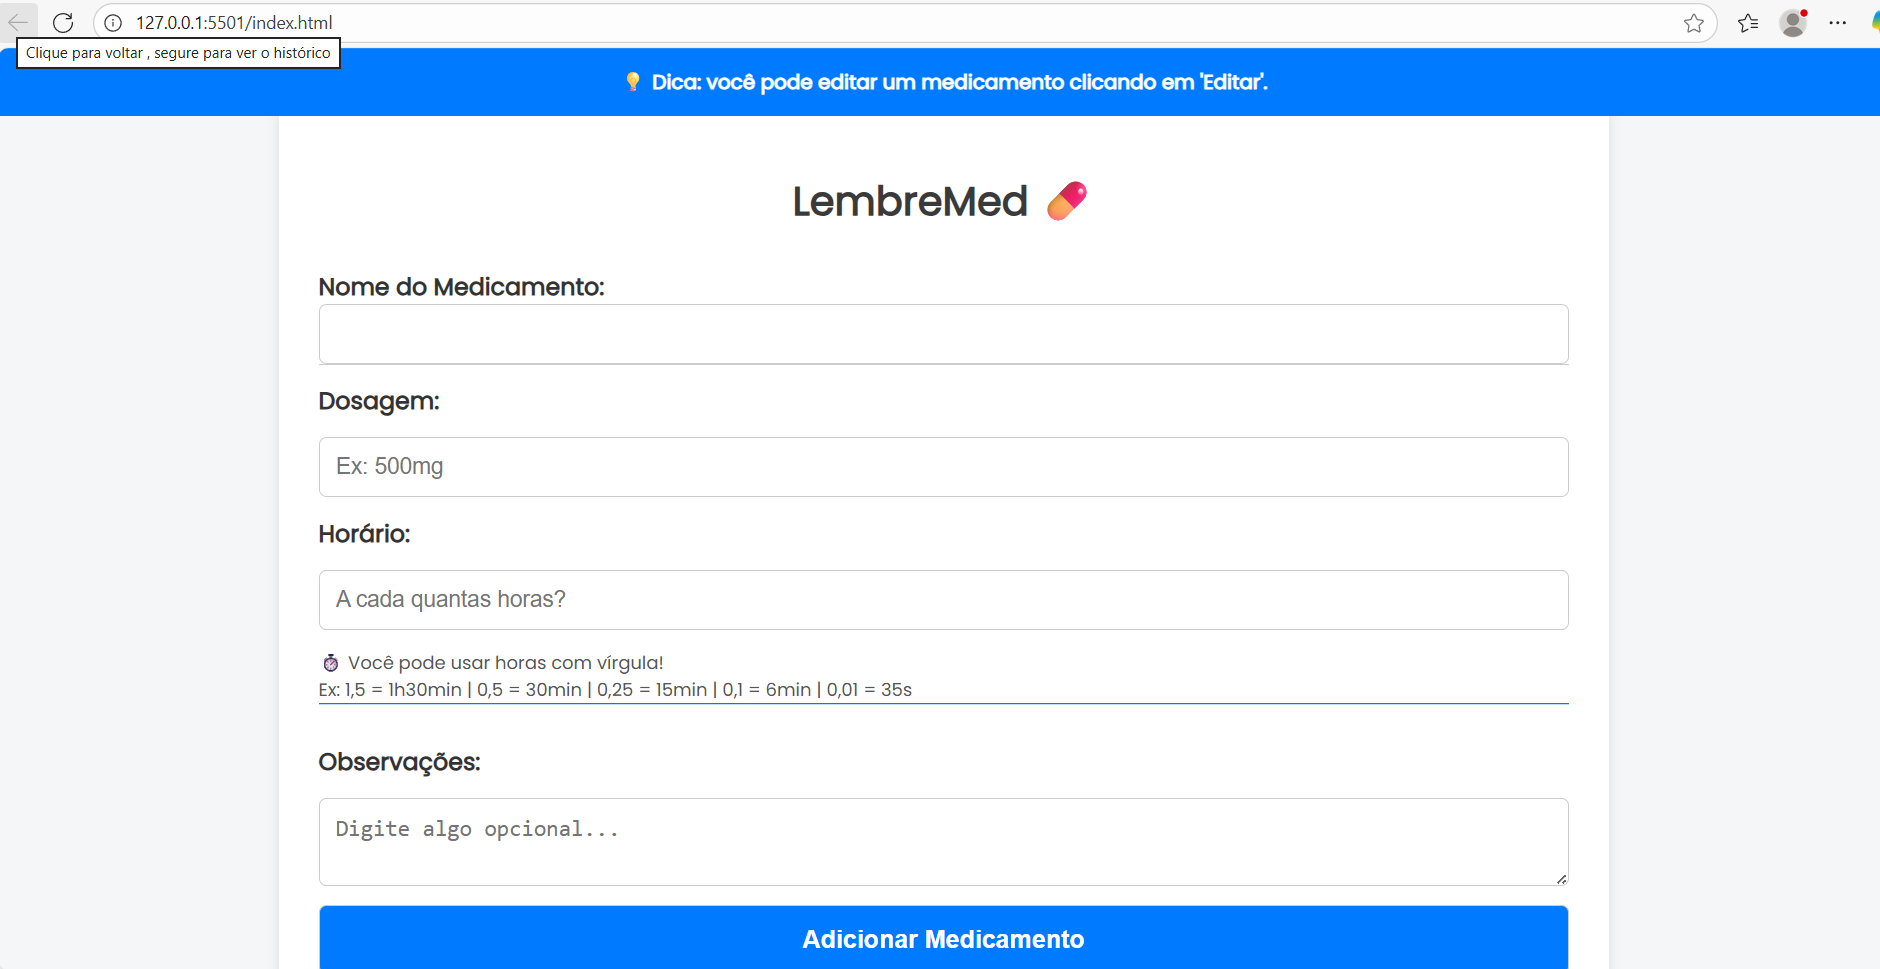 127.0.0.1:5501/index.html
Clique para voltar , segure para ver o histórico
💡 Dica: você pode editar um medicamento clicando em 'Editar'.
LembreMed 💊
Nome do Medicamento:
Dosagem:
Ex: 500mg
Horário:
A cada quantas horas?
⏱️ Você pode usar horas com vírgula!
Ex: 1,5 = 1h30min | 0,5 = 30min | 0,25 = 15min | 0,1 = 6min | 0,01 = 35s
Observações:
Digite algo opcional...
Adicionar Medicamento